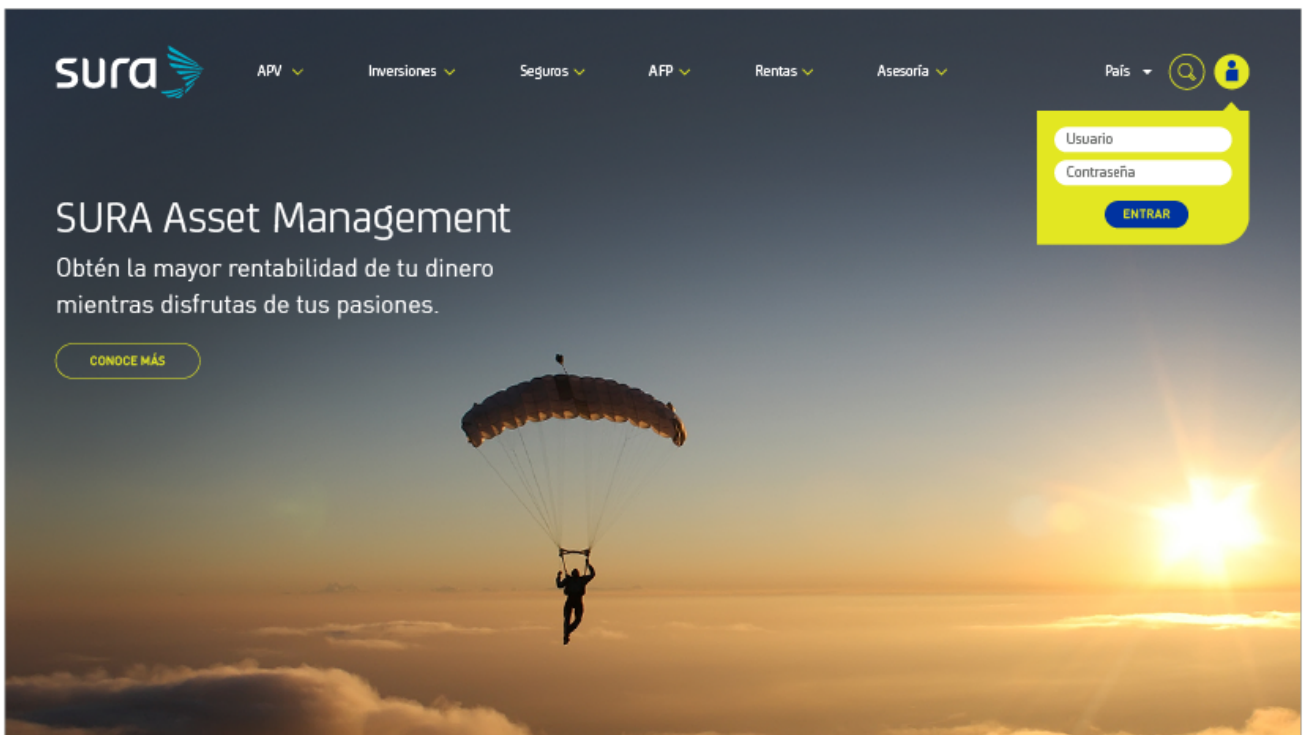 sura
APV
Inversiones
Seguros
AFP
Rentas
Asesoría
País
Usuario
Contraseña
ENTRAR
SURA Asset Management
Obtén la mayor rentabilidad de tu dinero
mientras disfrutas de tus pasiones.
CONOCE MÁS